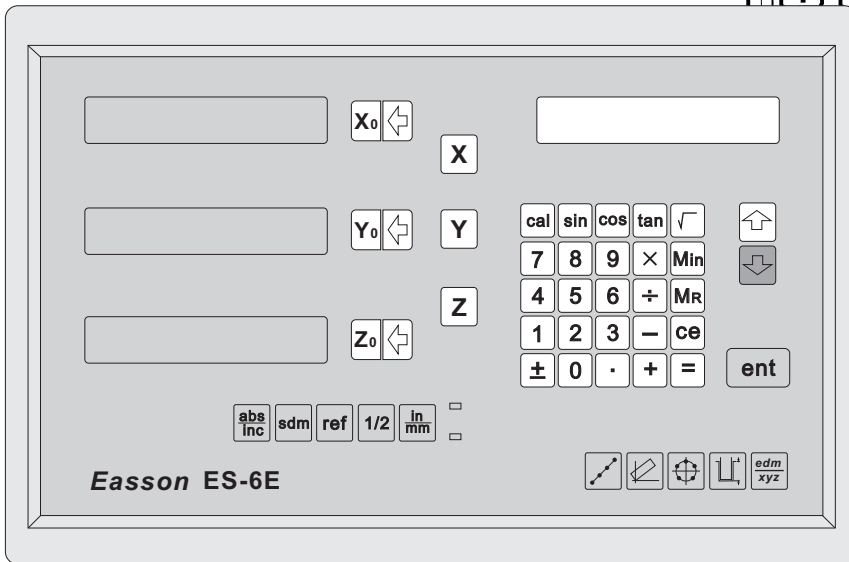 X0
X
Y0
Y
Z0
Z
cal sin cos tan √
7 8 9 × Min
4 5 6 ÷ MR
1 2 3 − ce
± 0 · + =
ent
abs
inc
sdm
ref
1/2
in
mm
Easson ES-6E
edm
xyz